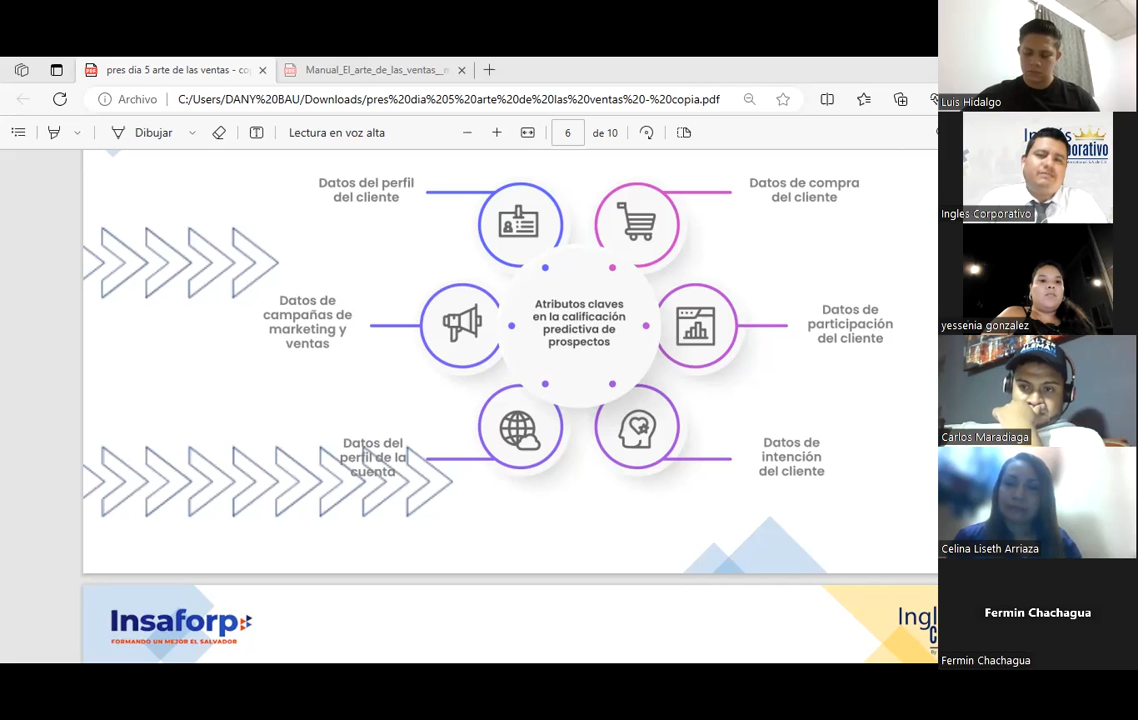 pres dia 5 arte de las ventas - co
Manual_El_arte_de_las_ventas_
Archivo
C:/Users/DANY%20BAU/Downloads/pres%20dia%205%20arte%20de%20las%20ventas%20-%20copia.pdf
Dibujar
Lectura en voz alta
6
de 10
Datos del perfil
del cliente
Datos de compra
del cliente
Datos de
campañas de
marketing y
ventas
Atributos claves
en la calificación
predictiva de
prospectos
Datos de
participación
del cliente
Datos del
perfil de la
cuenta
Datos de
intención
del cliente
Insaforp
FORMANDO UN MEJOR EL SALVADOR
Luis Hidalgo
Ingles Corporativo
yessenia gonzalez
Carlos Maradiaga
Celina Liseth Arriaza
Fermin Chachagua
Fermin Chachagua